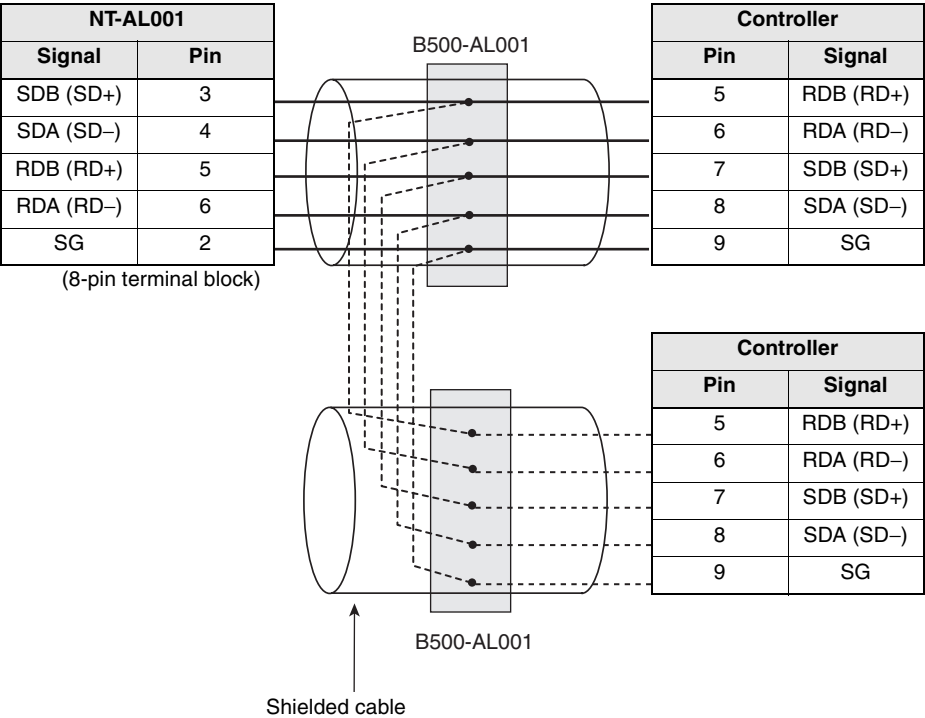 NT-AL001
Signal Pin
SDB (SD+) 3
SDA (SD–) 4
RDB (RD+) 5
RDA (RD–) 6
SG 2
(8-pin terminal block)
B500-AL001
Controller
Pin Signal
5 RDB (RD+)
6 RDA (RD–)
7 SDB (SD+)
8 SDA (SD–)
9 SG
Controller
Pin Signal
5 RDB (RD+)
6 RDA (RD–)
7 SDB (SD+)
8 SDA (SD–)
9 SG
B500-AL001
Shielded cable